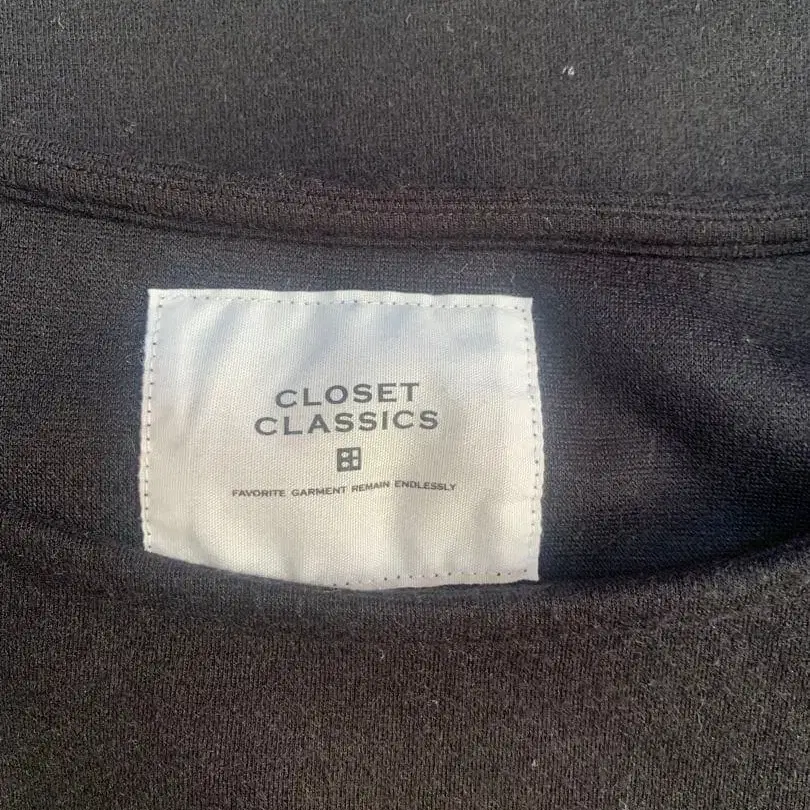 CLOSET
CLASSICS
FAVORITE GARMENT REMAIN ENDLESSLY